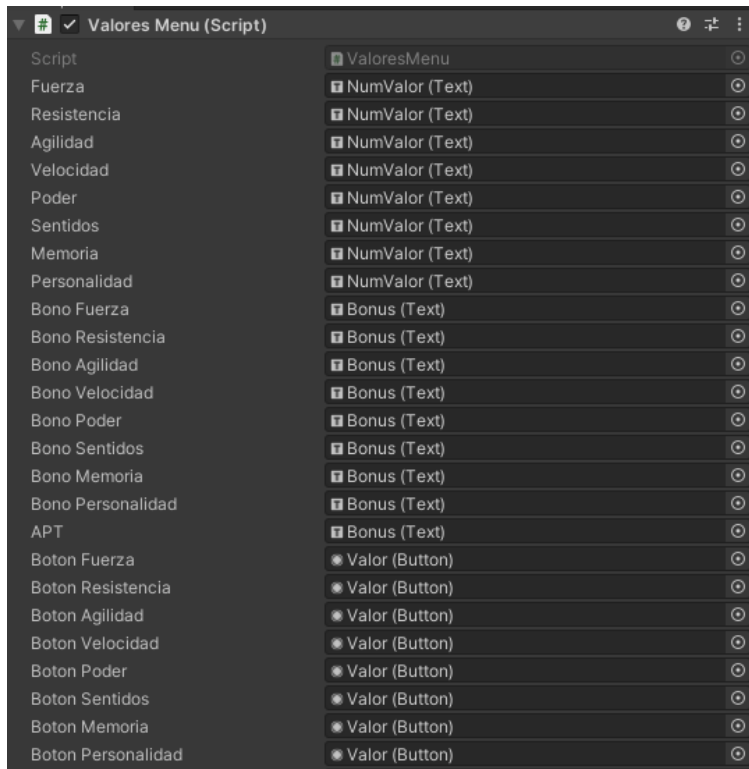 Valores Menu (Script)
Script ValoresMenu
Fuerza NumValor (Text)
Resistencia NumValor (Text)
Agilidad NumValor (Text)
Velocidad NumValor (Text)
Poder NumValor (Text)
Sentidos NumValor (Text)
Memoria NumValor (Text)
Personalidad NumValor (Text)
Bono Fuerza Bonus (Text)
Bono Resistencia Bonus (Text)
Bono Agilidad Bonus (Text)
Bono Velocidad Bonus (Text)
Bono Poder Bonus (Text)
Bono Sentidos Bonus (Text)
Bono Memoria Bonus (Text)
Bono Personalidad Bonus (Text)
APT Bonus (Text)
Boton Fuerza Valor (Button)
Boton Resistencia Valor (Button)
Boton Agilidad Valor (Button)
Boton Velocidad Valor (Button)
Boton Poder Valor (Button)
Boton Sentidos Valor (Button)
Boton Memoria Valor (Button)
Boton Personalidad Valor (Button)